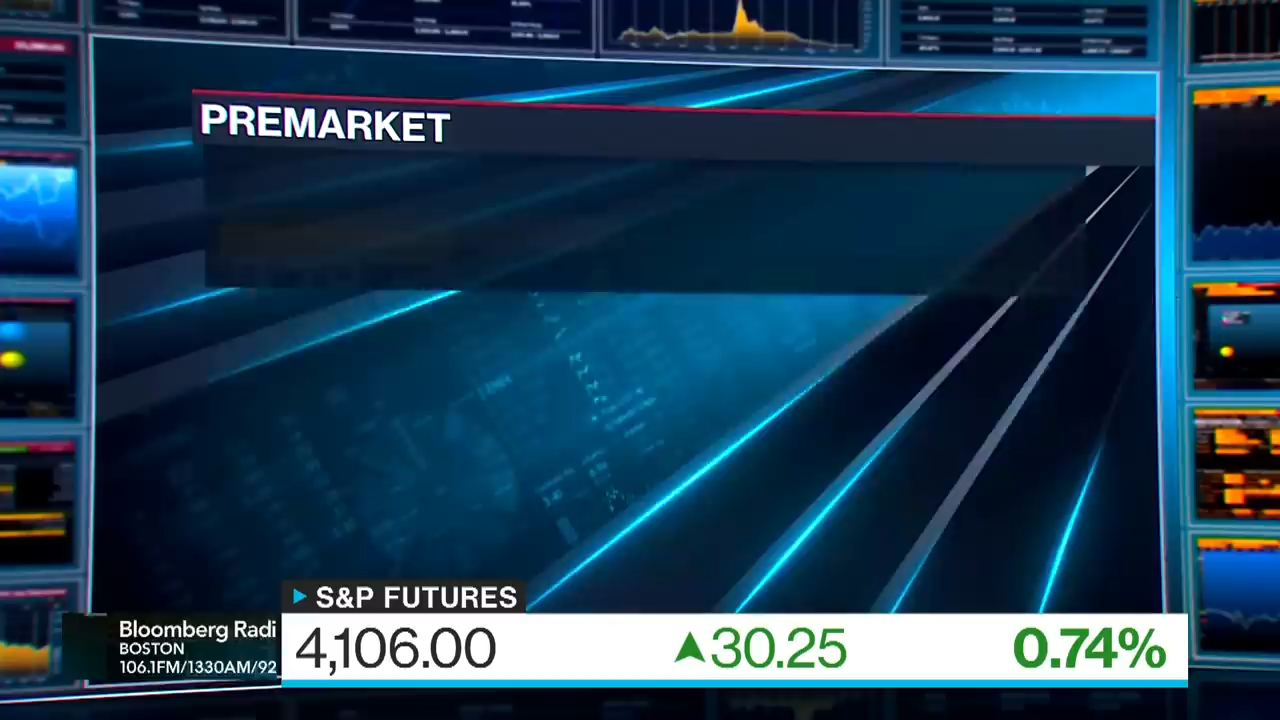 PREMARKET
S&P FUTURES
Bloomberg Radi
BOSTON
106.1FM/1330AM/92
4,106.00 ▲30.25 0.74%